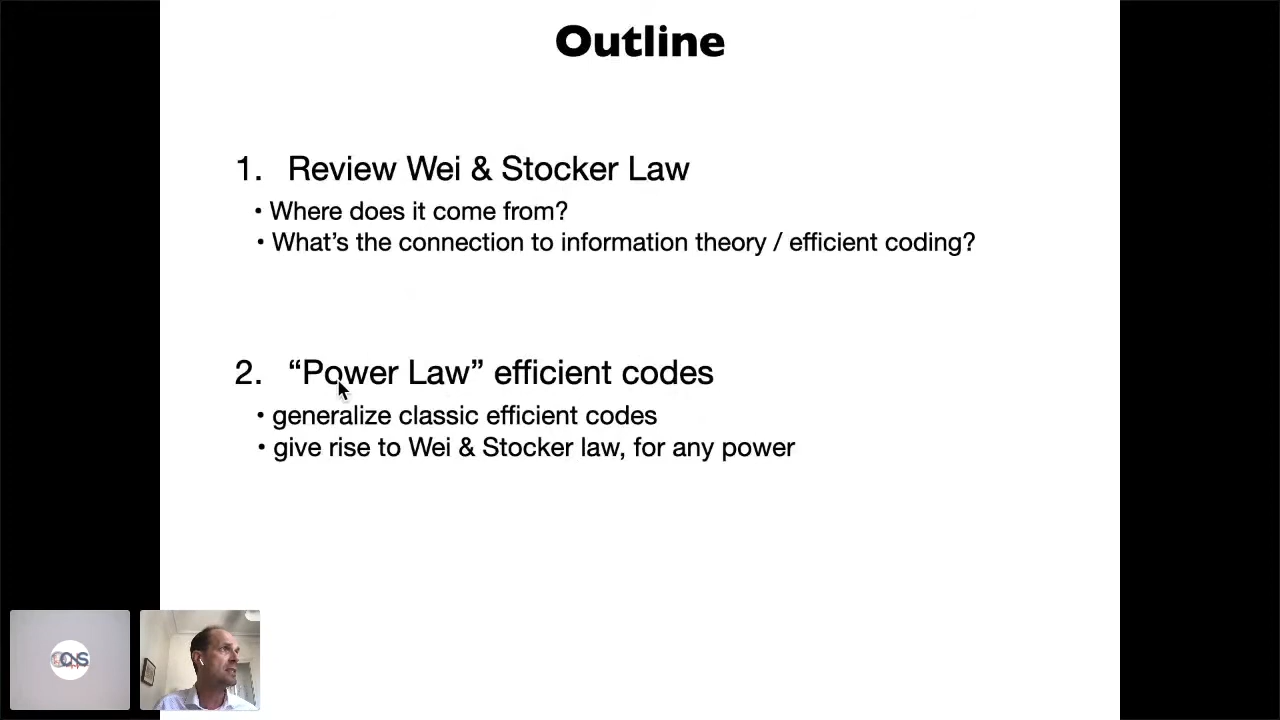 Outline
1. Review Wei & Stocker Law
• Where does it come from?
• What’s the connection to information theory / efficient coding?
2. “Power Law” efficient codes
• generalize classic efficient codes
• give rise to Wei & Stocker law, for any power